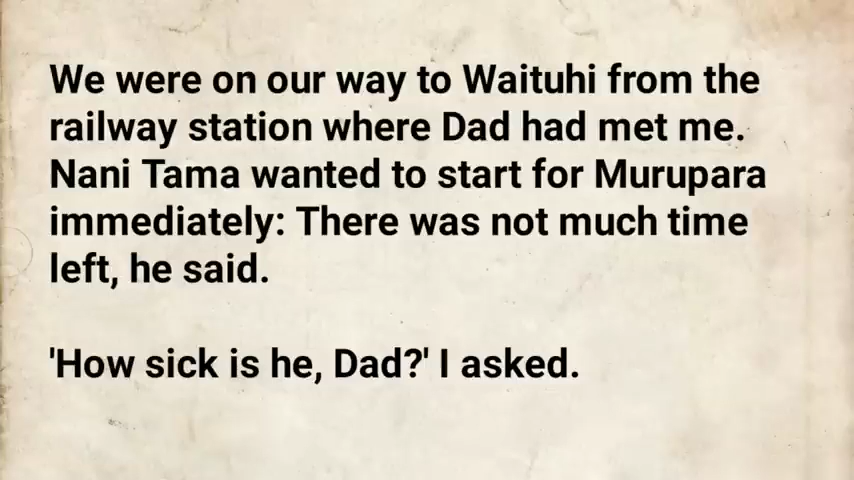 We were on our way to Waituhi from the
railway station where Dad had met me.
Nani Tama wanted to start for Murupara
immediately: There was not much time
left, he said.
'How sick is he, Dad?' I asked.